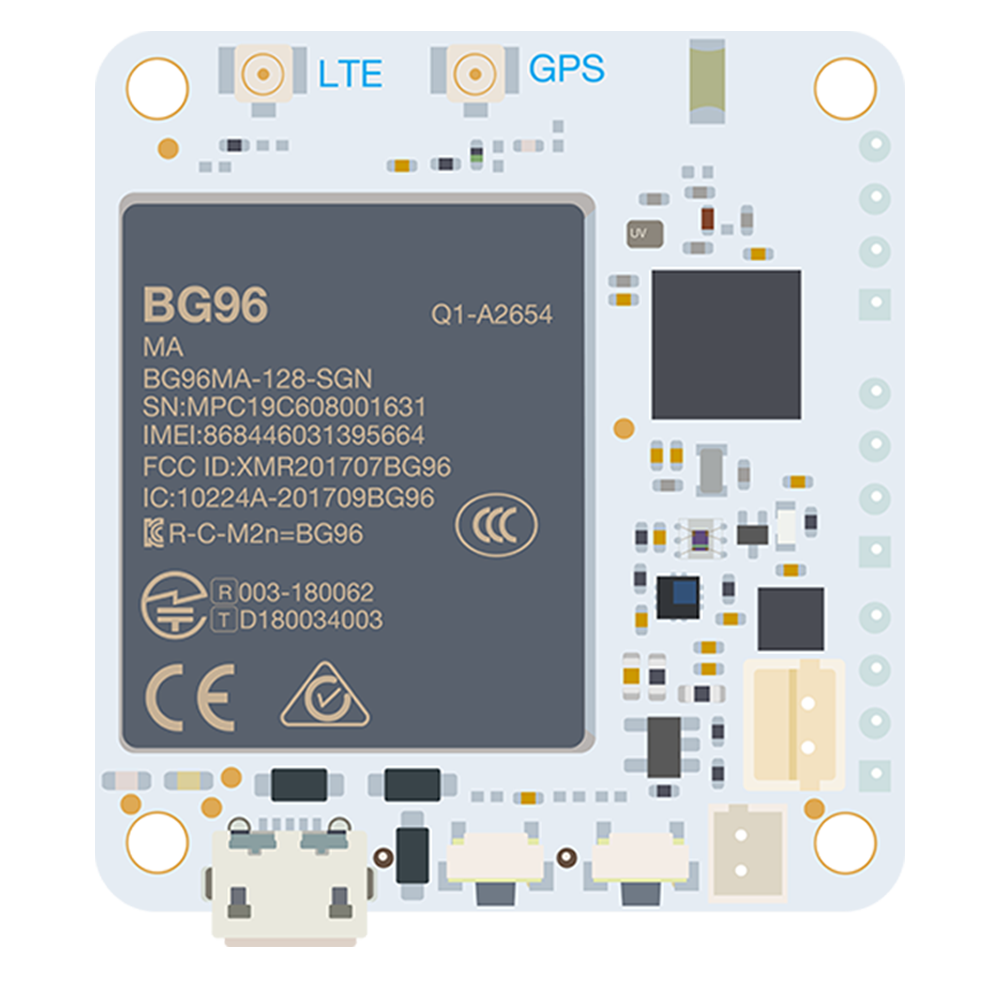 LTE
GPS
UV
BG96
Q1-A2654
MA
BG96MA-128-SGN
SN:MPC19C608001631
IMEI:868446031395664
FCC ID:XMR201707BG96
IC:10224A-201709BG96
R-C-M2n=BG96
CCC
R 003-180062
T D180034003
CE